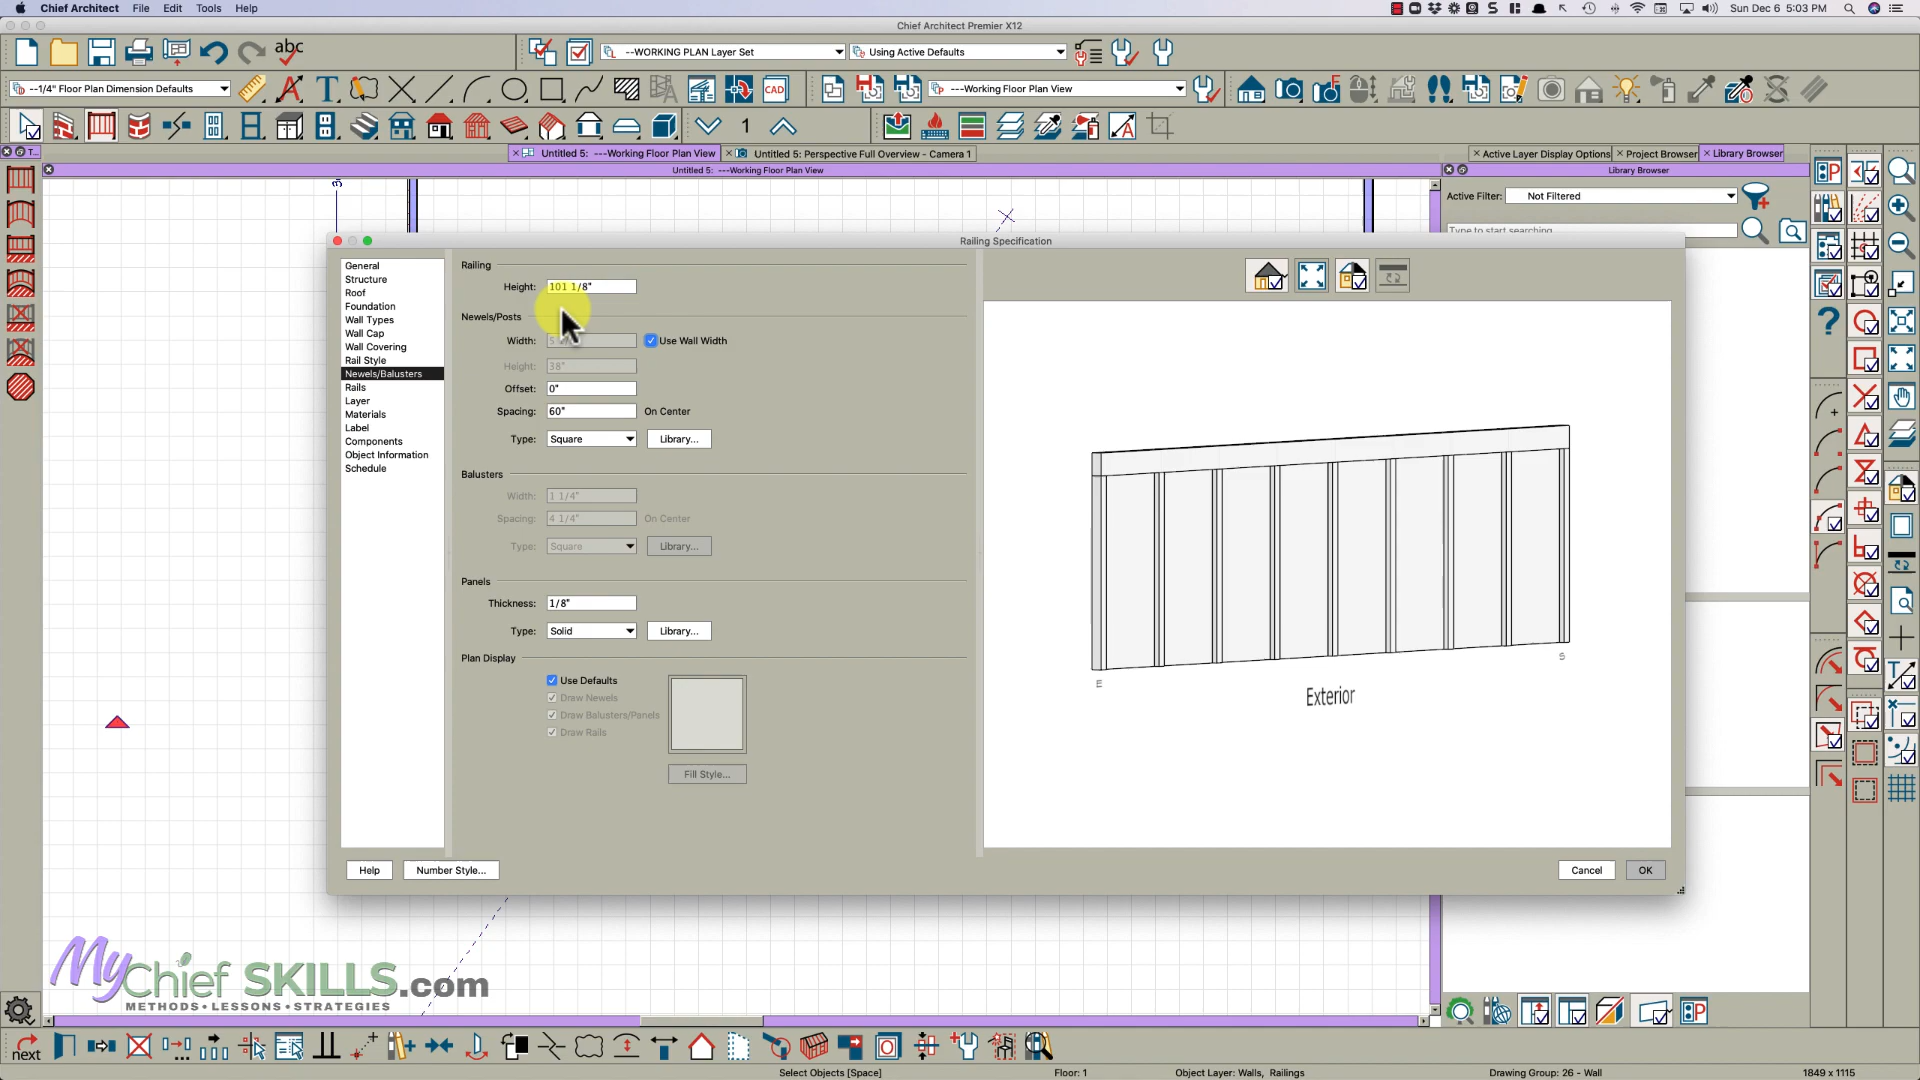 Chief Architect File Edit Tools Help
Sun Dec 6 5:03 PM
Chief Architect Premier X12
abc
--WORKING PLAN Layer Set
Using Active Defaults
--1/4" Floor Plan Dimension Defaults
CAD
---Working Floor Plan View
1
T...
Untitled 5: ---Working Floor Plan View
Untitled 5: Perspective Full Overview - Camera 1
Active Layer Display Options
Project Browser
Library Browser
Untitled 5: ---Working Floor Plan View
Library Browser
Active Filter: Not Filtered
Type to start searching
Railing Specification
General
Structure
Roof
Foundation
Wall Types
Wall Cap
Wall Covering
Rail Style
Newels/Balusters
Rails
Layer
Materials
Label
Components
Object Information
Schedule
Railing
Height: 101 1/8"
Newels/Posts
Width:
Use Wall Width
Height: 38"
Offset: 0"
Spacing: 60" On Center
Type: Square Library...
Balusters
Width: 1 1/4"
Spacing: 4 1/4" On Center
Type: Square Library...
Panels
Thickness: 1/8"
Type: Solid Library...
Plan Display
Use Defaults
Draw Newels
Draw Balusters/Panels
Draw Rails
Fill Style...
E
S
Exterior
Help
Number Style...
Cancel
OK
MyChief SKILLS.com
METHODS • LESSONS • STRATEGIES
next
Select Objects [Space]
Floor: 1
Object Layer: Walls, Railings
Drawing Group: 26 - Wall
1849 x 1115